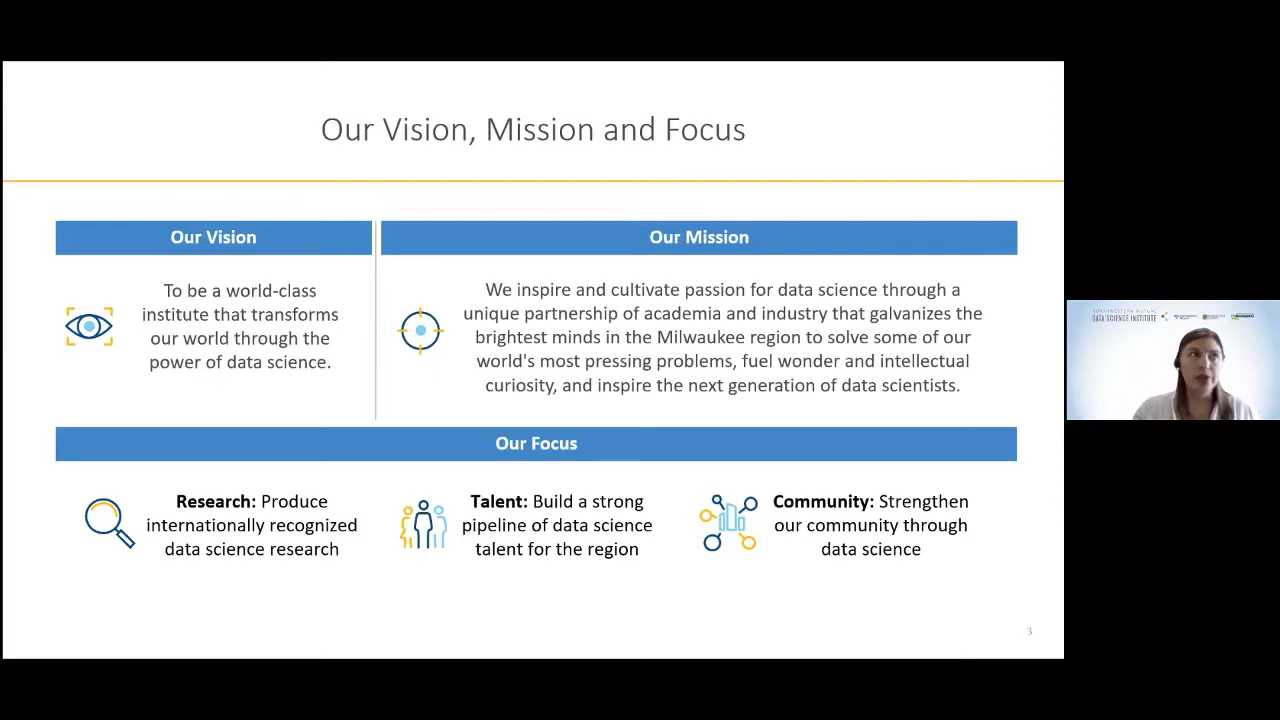 Our Vision, Mission and Focus
Our Vision
To be a world-class
institute that transforms
our world through the
power of data science.
Our Mission
We inspire and cultivate passion for data science through a
unique partnership of academia and industry that galvanizes the
brightest minds in the Milwaukee region to solve some of our
world's most pressing problems, fuel wonder and intellectual
curiosity, and inspire the next generation of data scientists.
Our Focus
Research: Produce
internationally recognized
data science research
Talent: Build a strong
pipeline of data science
talent for the region
Community: Strengthen
our community through
data science
3
NORTHWESTERN MUTUAL
DATA SCIENCE INSTITUTE